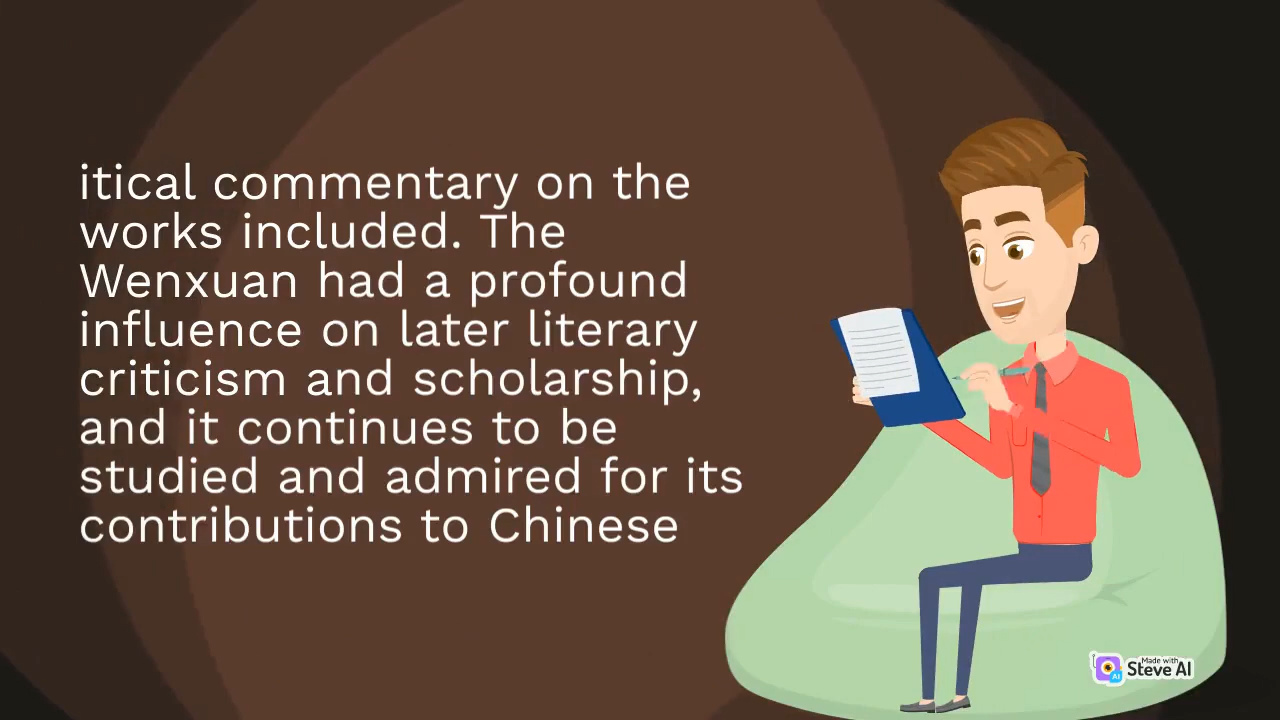 itical commentary on the
works included. The
Wenxuan had a profound
influence on later literary
criticism and scholarship,
and it continues to be
studied and admired for its
contributions to Chinese
Made with
Steve AI
AI